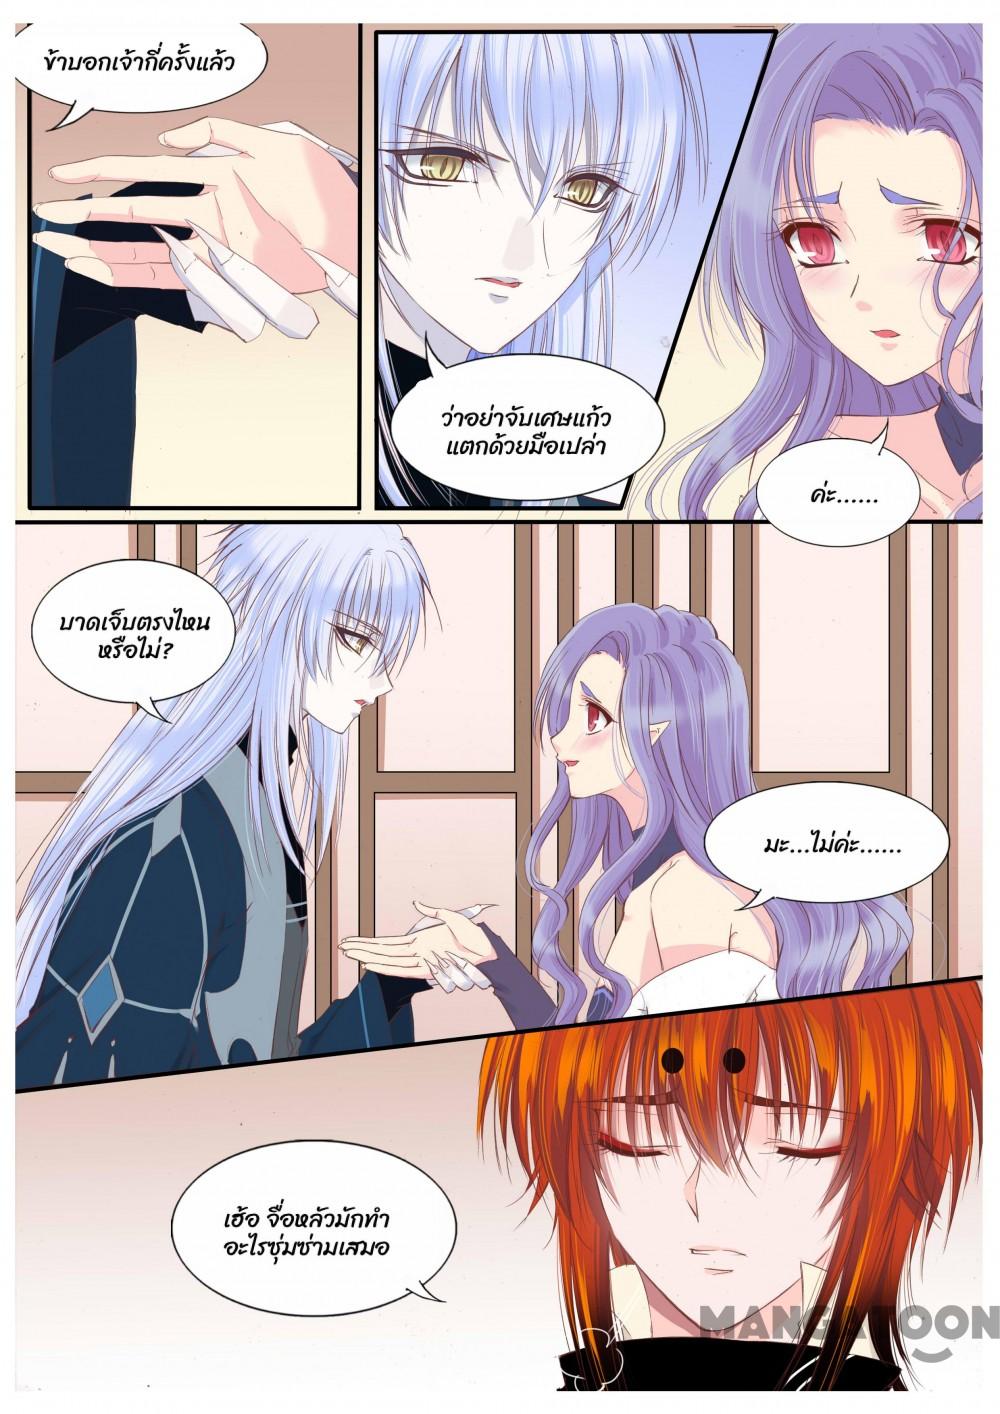 ข้าบอกเจ้ากี่ครั้งแล้ว
ว่าอย่าจับเศษแก้ว
แตกด้วยมือเปล่า
ค่ะ......
บาดเจ็บตรงไหน
หรือไม่?
มะ...ไม่ค่ะ......
เฮ้อ จื่อหลัวมักทำ
อะไรซุ่มซ่ามเสมอ
MANGATOON